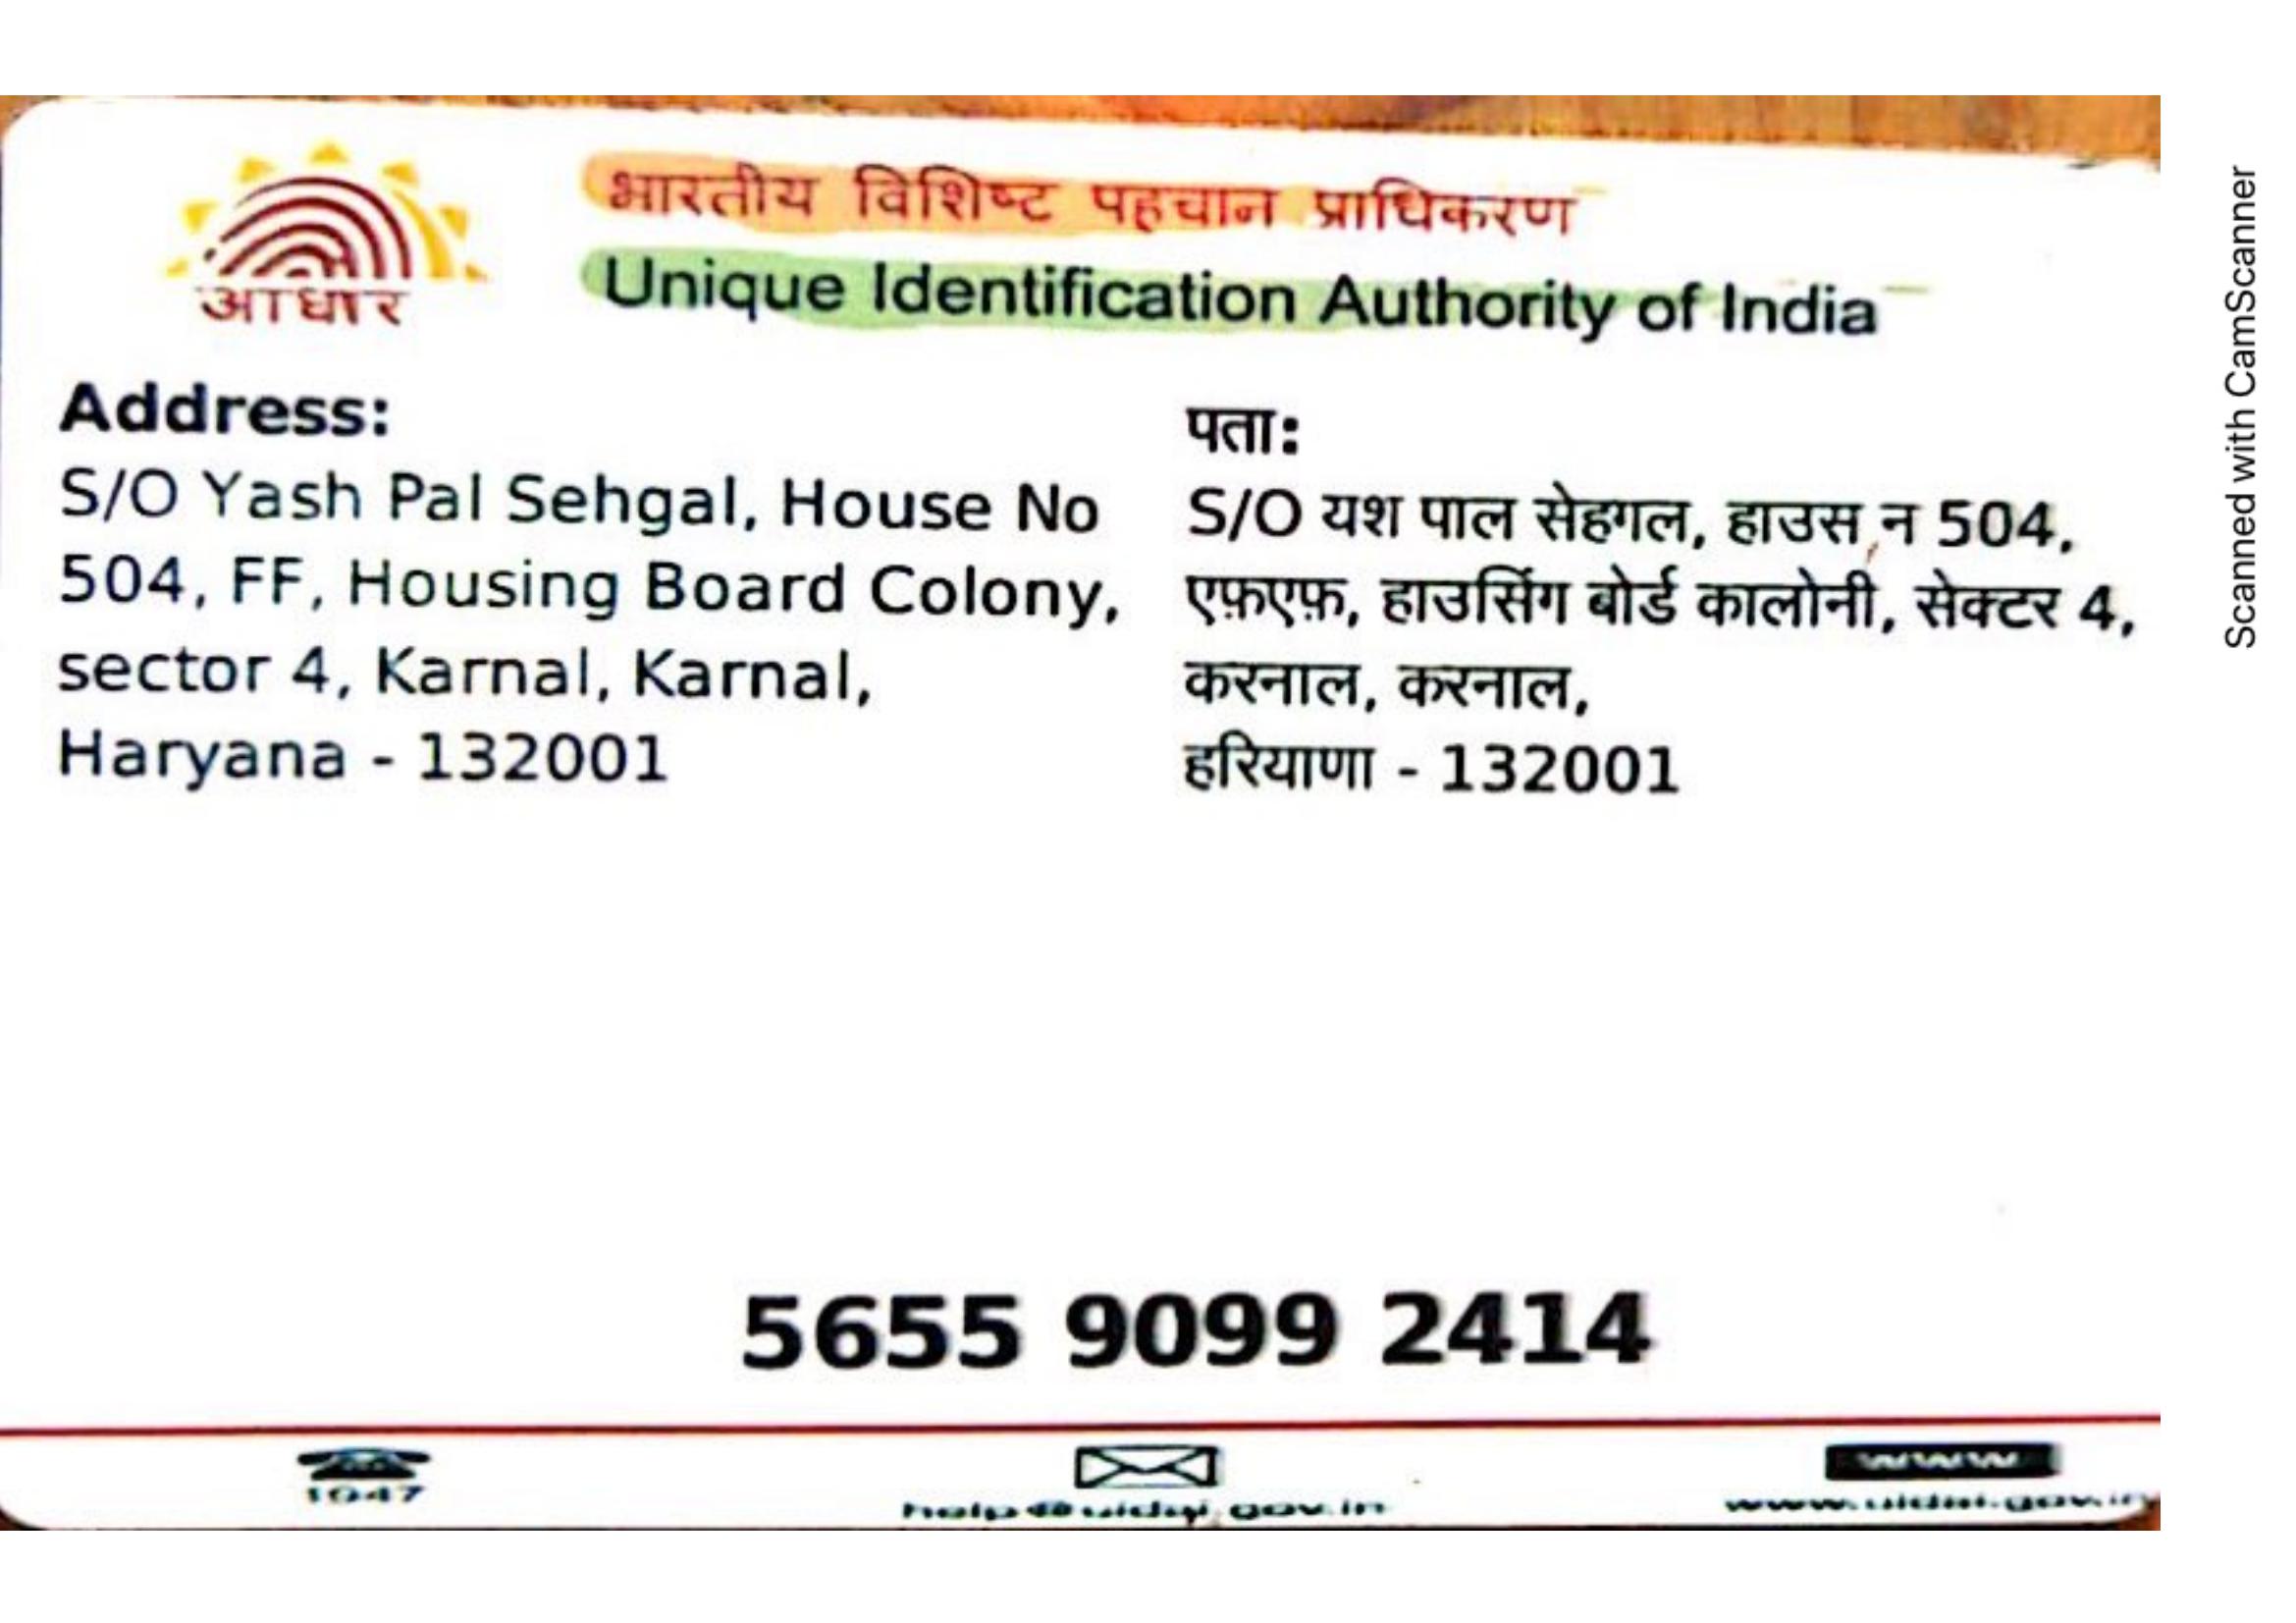 आधार
भारतीय विशिष्ट पहचान प्राधिकरण
Unique Identification Authority of India
Address:
S/O Yash Pal Sehgal, House No
504, FF, Housing Board Colony,
sector 4, Karnal, Karnal,
Haryana - 132001
पता:
S/O यश पाल सेहगल, हाउस न 504,
एफ़एफ़, हाउसिंग बोर्ड कालोनी, सेक्टर 4,
करनाल, करनाल,
हरियाणा - 132001
5655 9099 2414
1947
help@uidai.gov.in
www
www.uidai.gov.in
Scanned with CamScanner